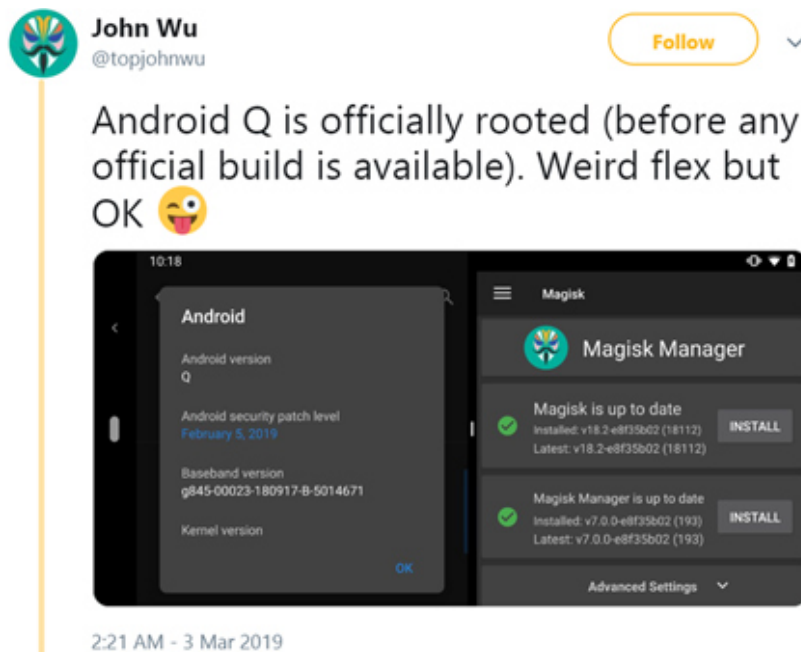 John Wu
@topjohnwu
Follow
Android Q is officially rooted (before any
official build is available). Weird flex but
OK 😜
10:18
Android
Android version
Q
Android security patch level
February 5, 2019
Baseband version
g845-00023-180917-B-5014671
Kernel version
OK
Magisk
Magisk Manager
Magisk is up to date
Installed: v18.2-e8f35b02 (18112)
Latest: v18.2-e8f35b02 (18112)
INSTALL
Magisk Manager is up to date
Installed: v7.0.0-e8f35b02 (193)
Latest: v7.0.0-e8f35b02 (193)
INSTALL
Advanced Settings
2:21 AM - 3 Mar 2019